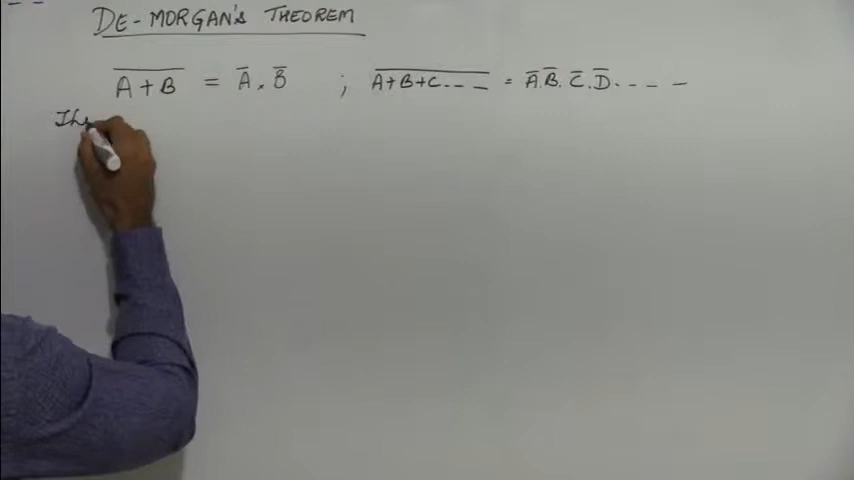 DE-MORGAN'S THEOREM
A̅+̅B̅ = A̅ . B̅ ; A̅+̅B̅+̅C̅.̅.̅.̅ _ _ = A̅.B̅.C̅.D̅. - - -
The